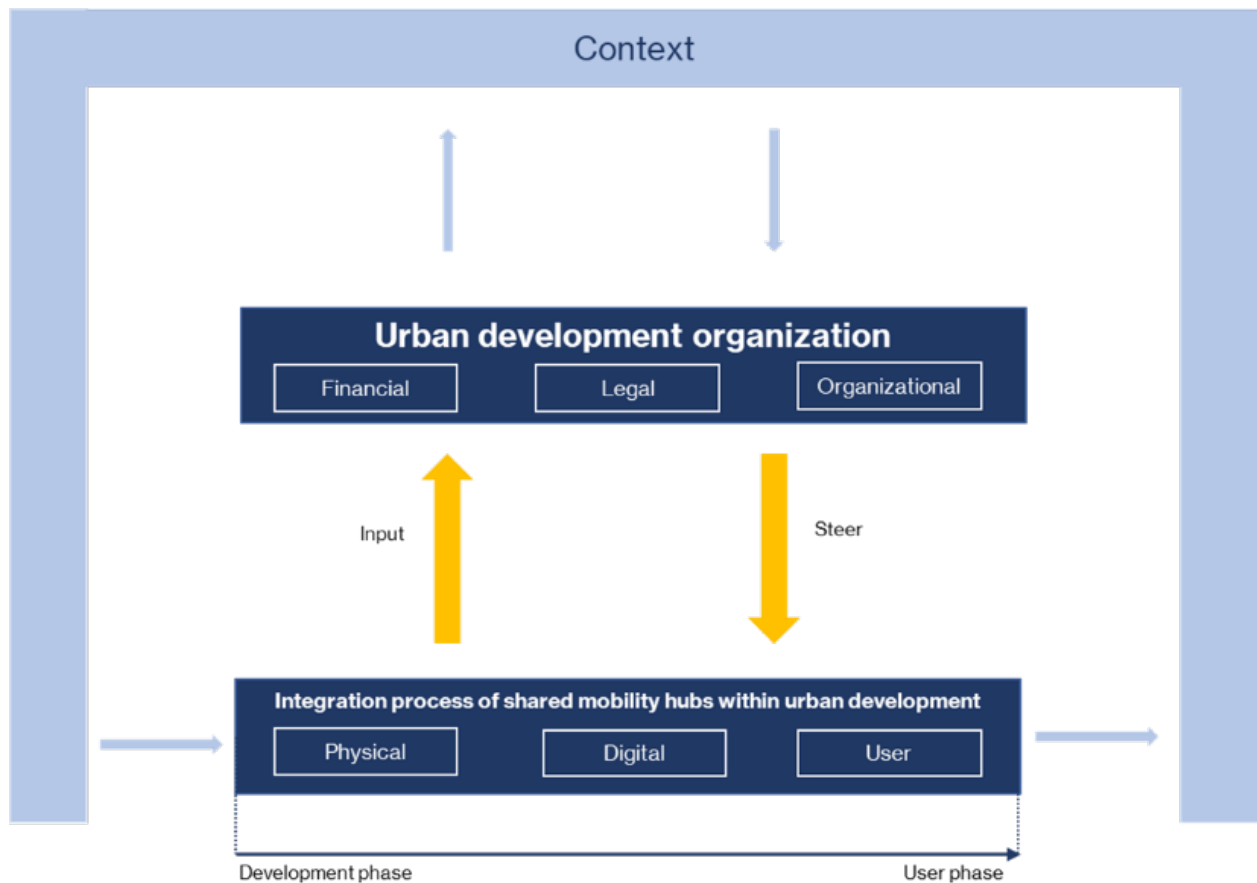 Context
Urban development organization
Financial
Legal
Organizational
Input
Steer
Integration process of shared mobility hubs within urban development
Physical
Digital
User
Development phase
User phase